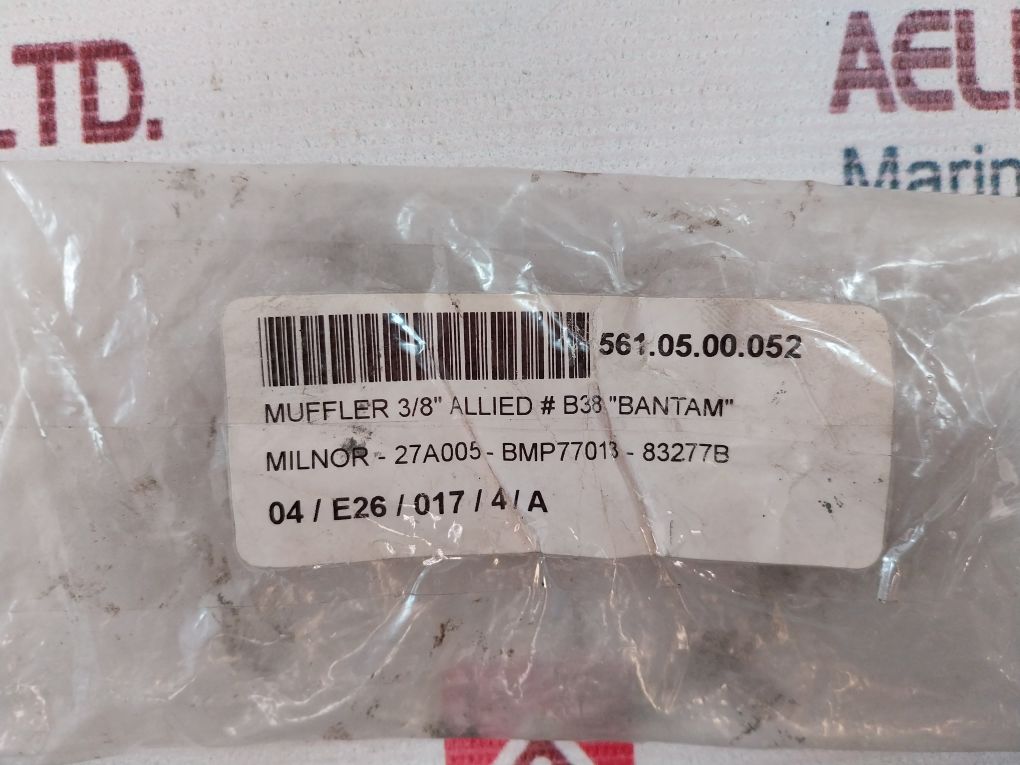 LTD.
AELI
Marin
561.05.00.052
MUFFLER 3/8" ALLIED # B38 "BANTAM"
MILNOR - 27A005 - BMP77013 - 83277B
04 / E26 / 017 / 4 / A